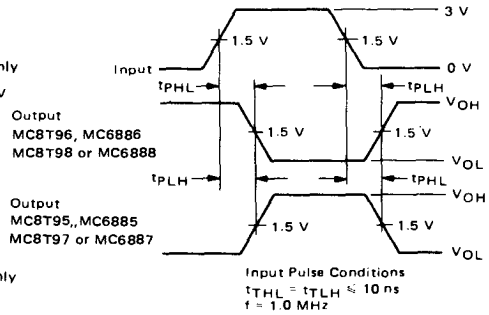 3 V
1.5 V
1.5 V
nly
Input
0 V
V
tPHL
tPLH
VOH
Output
MC8T96, MC6886
MC8T98 or MC6888
1.5 V
1.5 V
VOL
tPLH
tPHL
VOH
Output
MC8T95,,MC6885
MC8T97 or MC6887
1.5 V
1.5 V
VOL
nly
Input Pulse Conditions
tTHL = tTLH ≤ 10 ns
f = 1.0 MHz